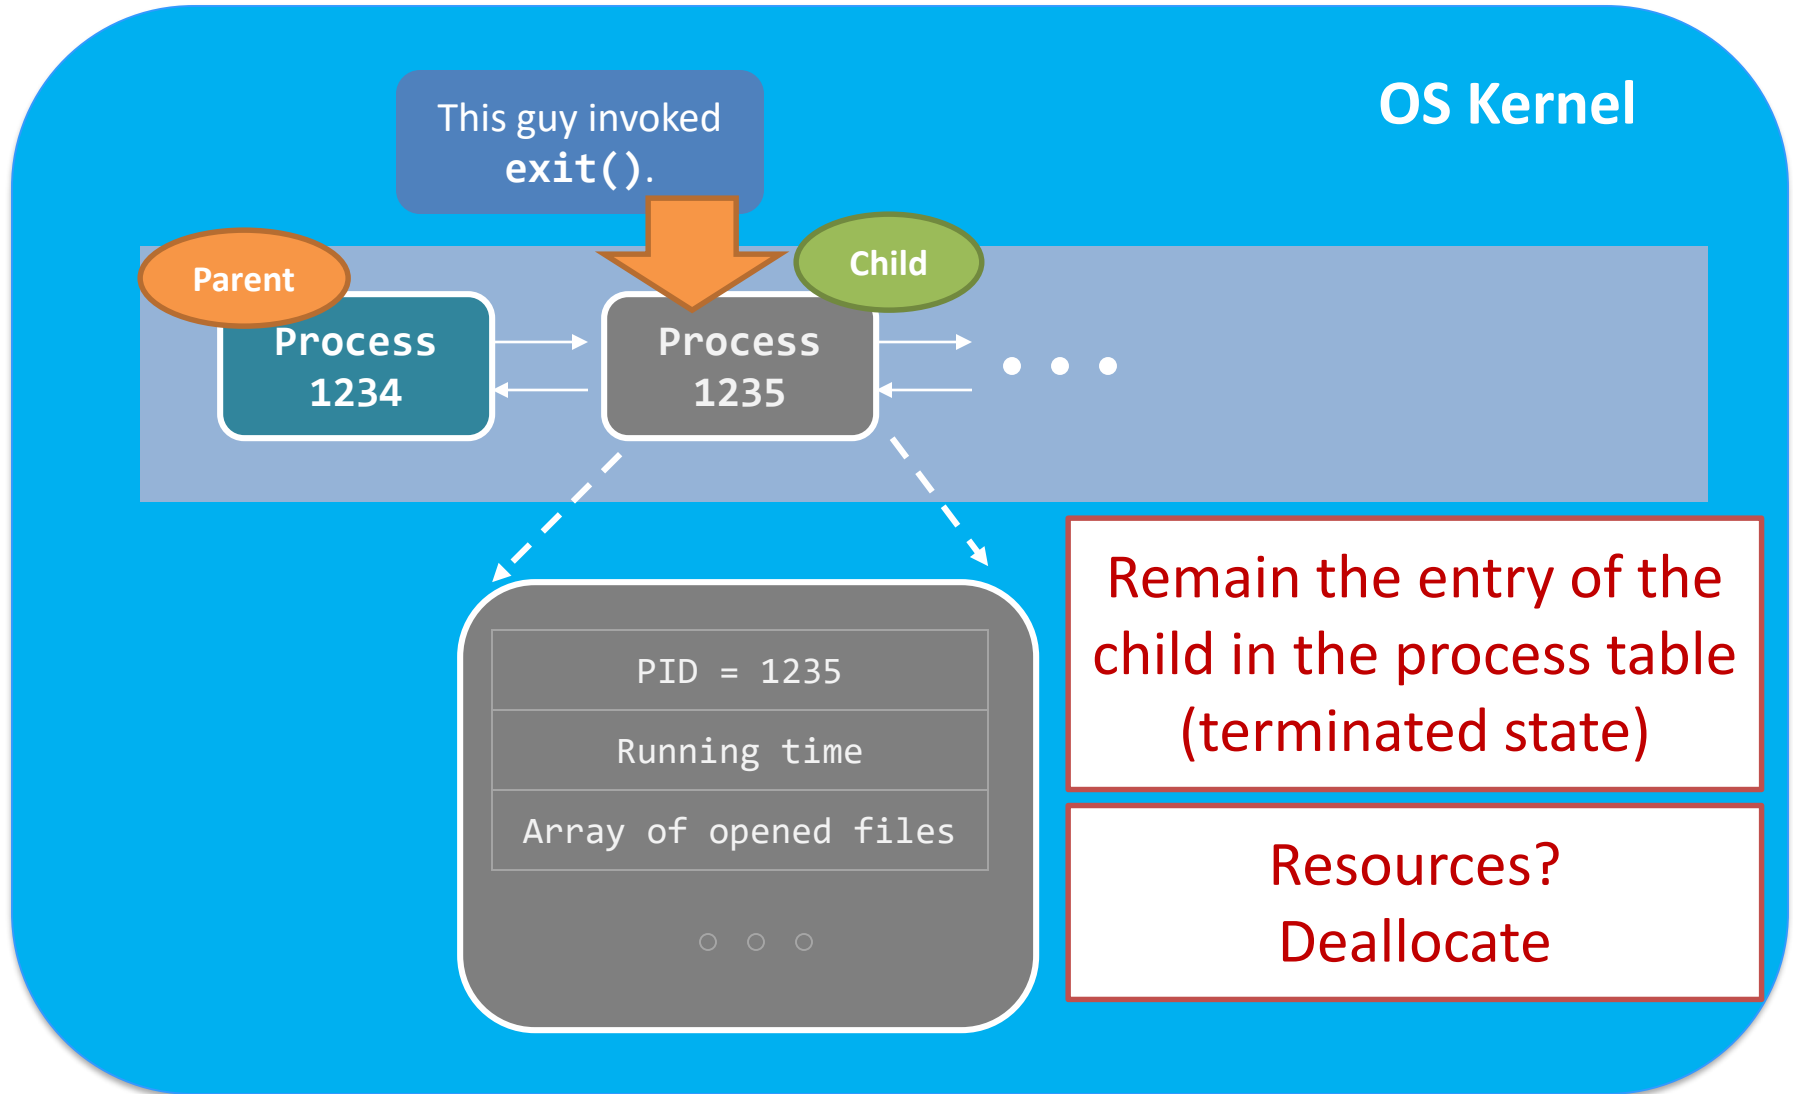 OS Kernel
This guy invoked
exit().
Parent
Child
Process
1234
Process
1235
PID = 1235
Running time
Array of opened files
Remain the entry of the
child in the process table
(terminated state)
Resources?
Deallocate